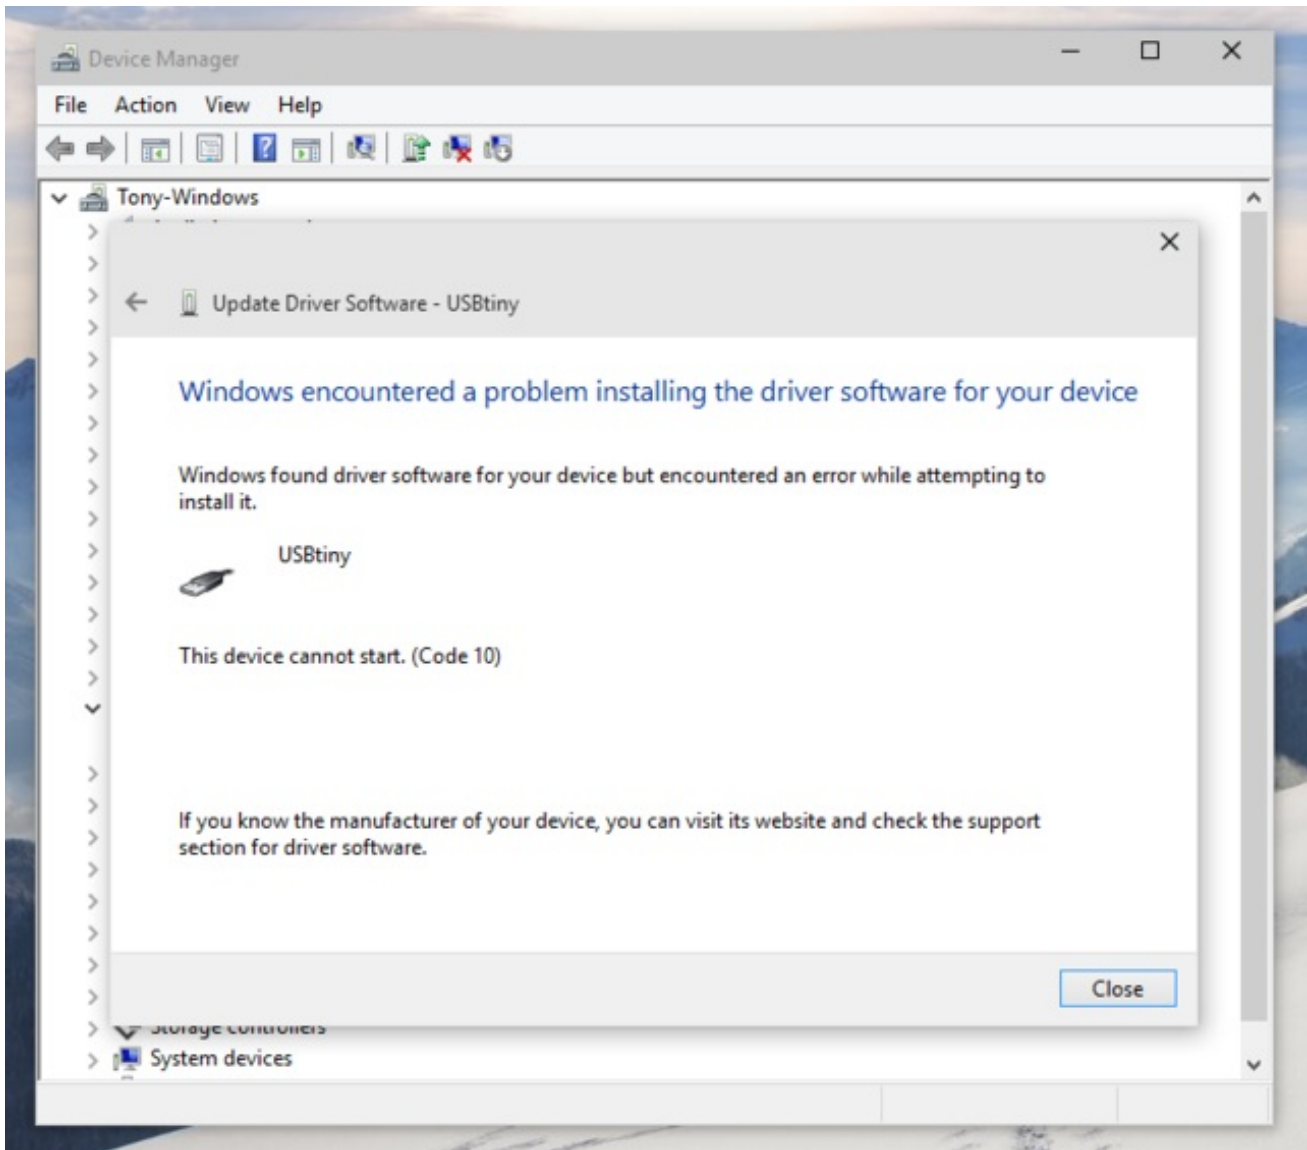 Device Manager
File Action View Help
Tony-Windows
Update Driver Software - USBtiny
Windows encountered a problem installing the driver software for your device
Windows found driver software for your device but encountered an error while attempting to
install it.
USBtiny
This device cannot start. (Code 10)
If you know the manufacturer of your device, you can visit its website and check the support
section for driver software.
Close
Storage controllers
System devices